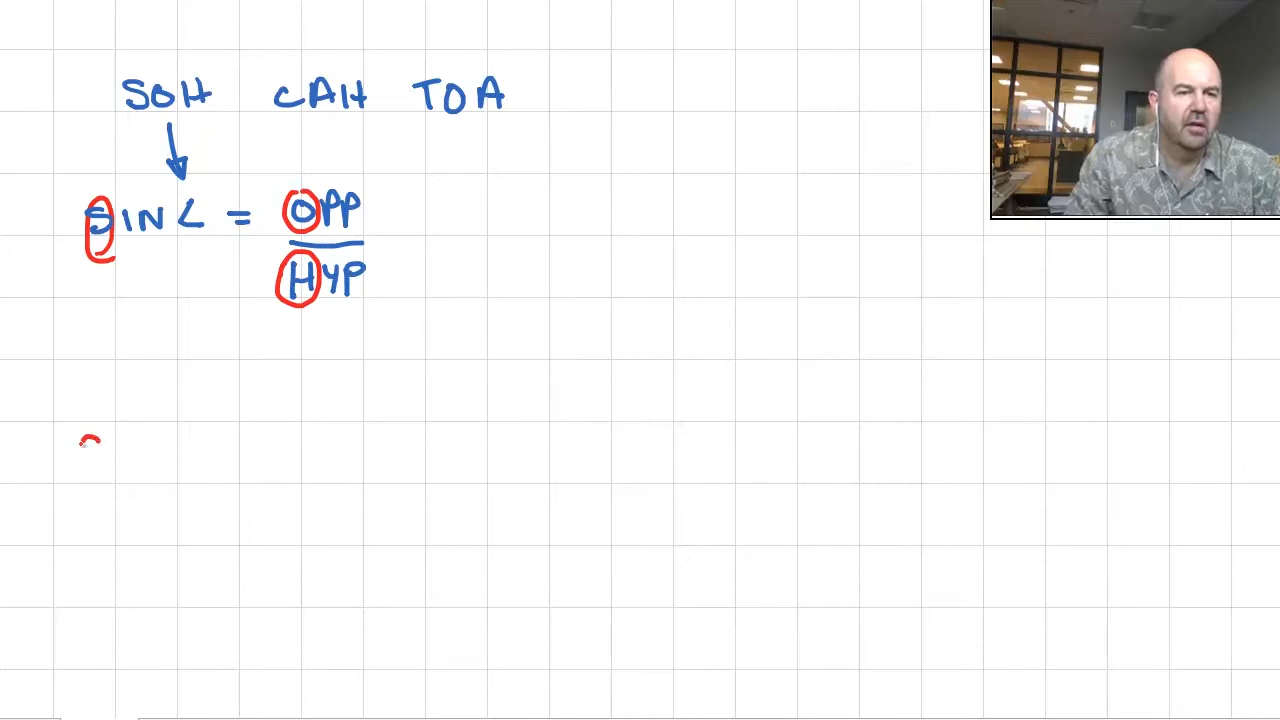 SOH CAH TOA
SIN∠ = OPP
HYP